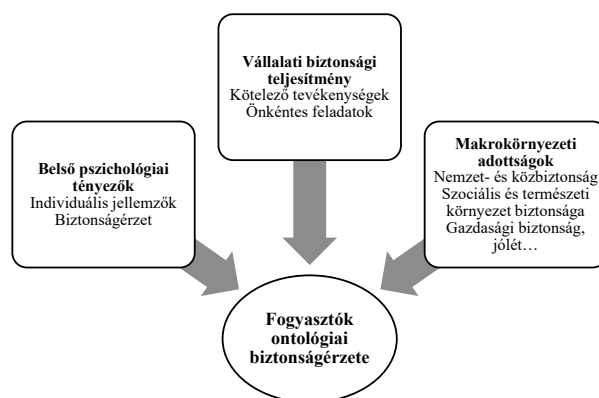 Vállalati biztonsági
teljesítmény
Kötelező tevékenységek
Önkéntes feladatok
Belső pszichológiai
tényezők
Individuális jellemzők
Biztonságérzet
Makrokörnyezeti
adottságok
Nemzet- és közbiztonság
Szociális és természeti
környezet biztonsága
Gazdasági biztonság,
jólét…
Fogyasztók
ontológiai
biztonságérzete